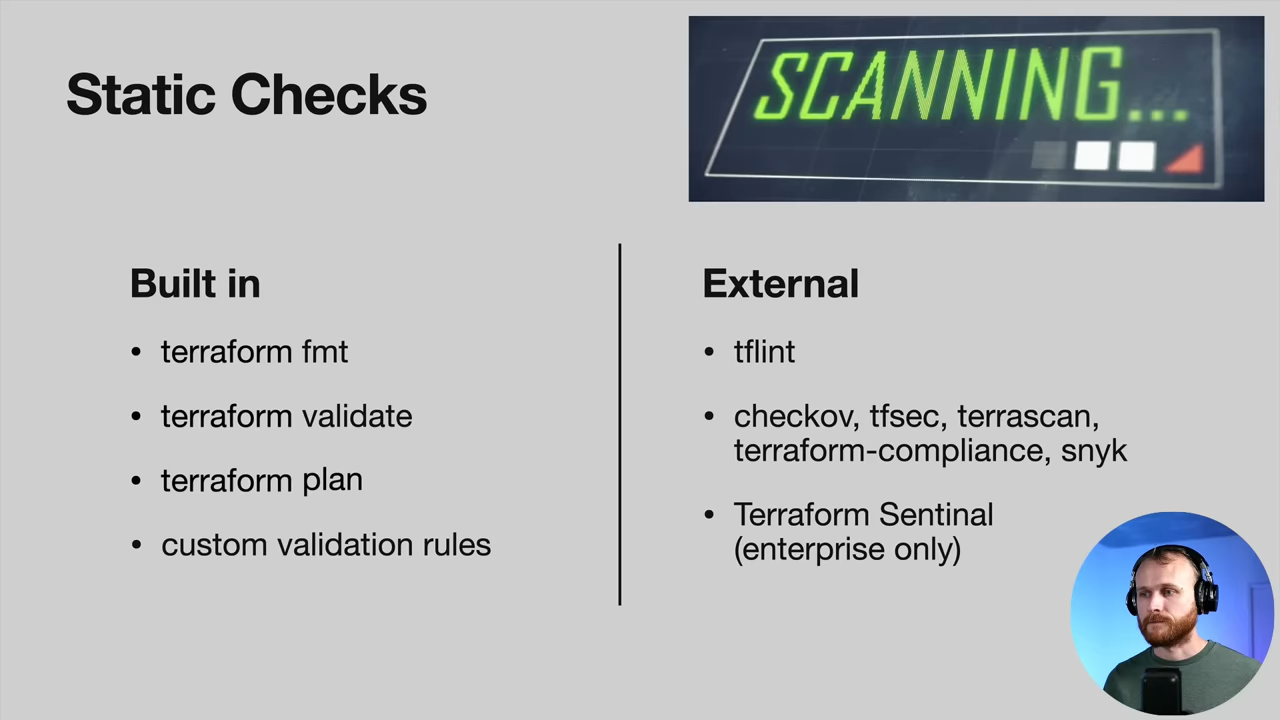 Static Checks
SCANNING...
Built in
• terraform fmt
• terraform validate
• terraform plan
• custom validation rules
External
• tflint
• checkov, tfsec, terrascan,
terraform-compliance, snyk
• Terraform Sentinal
(enterprise only)